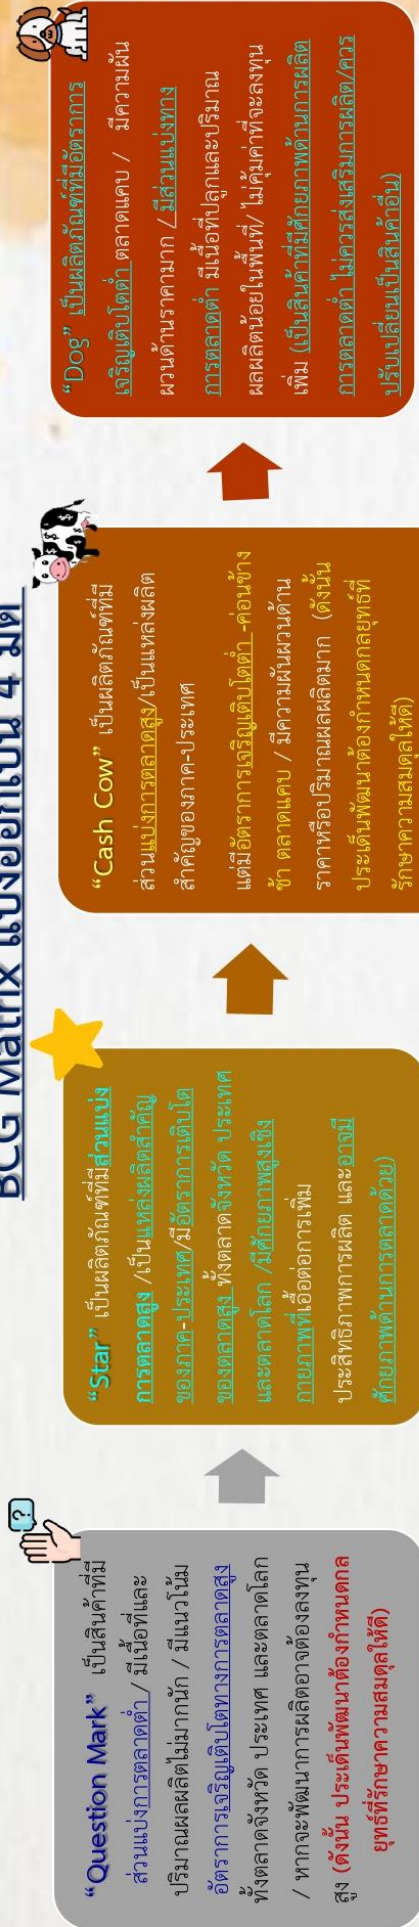 BCG Matrix แบ่งออกเป็น 4 มิติ
“Question Mark” เป็นสินค้าที่มี
ส่วนแบ่งการตลาดต่ำ / มีเนื้อที่และ
ปริมาณผลผลิตไม่มากนัก / มีแนวโน้ม
อัตราการเจริญเติบโตทางการตลาดสูง
ทั้งตลาดจังหวัด ประเทศ และตลาดโลก
/ หากจะพัฒนาการผลิตอาจต้องลงทุน
สูง (ดังนั้น ประเด็นพัฒนาต้องกำหนดกล
ยุทธ์ที่รักษาความสมดุลให้ดี)
?
“Star” เป็นผลิตภัณฑ์ที่มีส่วนแบ่ง
การตลาดสูง /เป็นแหล่งผลิตสำคัญ
ของภาค-ประเทศ/มีอัตราการเติบโต
ของตลาดสูง ทั้งตลาดจังหวัด ประเทศ
และตลาดโลก /มีศักยภาพสูงเชิง
กายภาพที่เอื้อต่อการเพิ่ม
ประสิทธิภาพการผลิต และอาจมี
ศักยภาพด้านการตลาดด้วย)
“Cash Cow” เป็นผลิตภัณฑ์ที่มี
ส่วนแบ่งการตลาดสูง/เป็นแหล่งผลิต
สำคัญของภาค-ประเทศ
แต่มีอัตราการเจริญเติบโตต่ำ -ค่อนข้าง
ช้า ตลาดแคบ / มีความผันผวนด้าน
ราคาหรือปริมาณผลผลิตมาก (ดังนั้น
ประเด็นพัฒนาต้องกำหนดกลยุทธ์ที่
รักษาความสมดุลให้ดี)
“Dog” เป็นผลิตภัณฑ์ที่มีอัตราการ
เจริญเติบโตต่ำ ตลาดแคบ / มีความผัน
ผวนด้านราคามาก / มีส่วนแบ่งทาง
การตลาดต่ำ มีเนื้อที่ปลูกและปริมาณ
ผลผลิตน้อยในพื้นที่/ ไม่คุ้มค่าที่จะลงทุน
เพิ่ม (เป็นสินค้าที่มีศักยภาพด้านการผลิต
การตลาดต่ำ ไม่ควรส่งเสริมการผลิต/ควร
ปรับเปลี่ยนเป็นสินค้าอื่น)